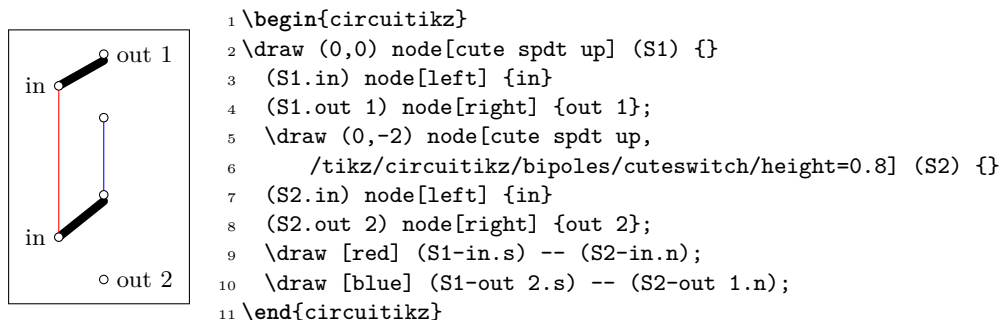 out 1
in
in
out 2
1 \begin{circuitikz}
2 \draw (0,0) node[cute spdt up] (S1) {}
3 (S1.in) node[left] {in}
4 (S1.out 1) node[right] {out 1};
5 \draw (0,-2) node[cute spdt up,
6 /tikz/circuitikz/bipoles/cuteswitch/height=0.8] (S2) {}
7 (S2.in) node[left] {in}
8 (S2.out 2) node[right] {out 2};
9 \draw [red] (S1-in.s) -- (S2-in.n);
10 \draw [blue] (S1-out 2.s) -- (S2-out 1.n);
11 \end{circuitikz}